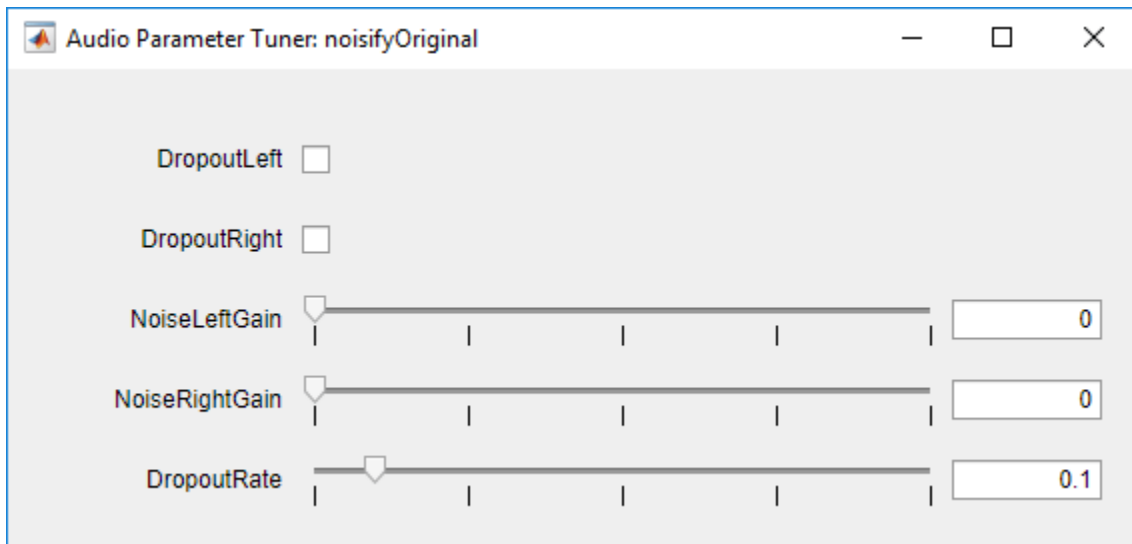 Audio Parameter Tuner: noisifyOriginal
DropoutLeft
DropoutRight
NoiseLeftGain 0
NoiseRightGain 0
DropoutRate 0.1